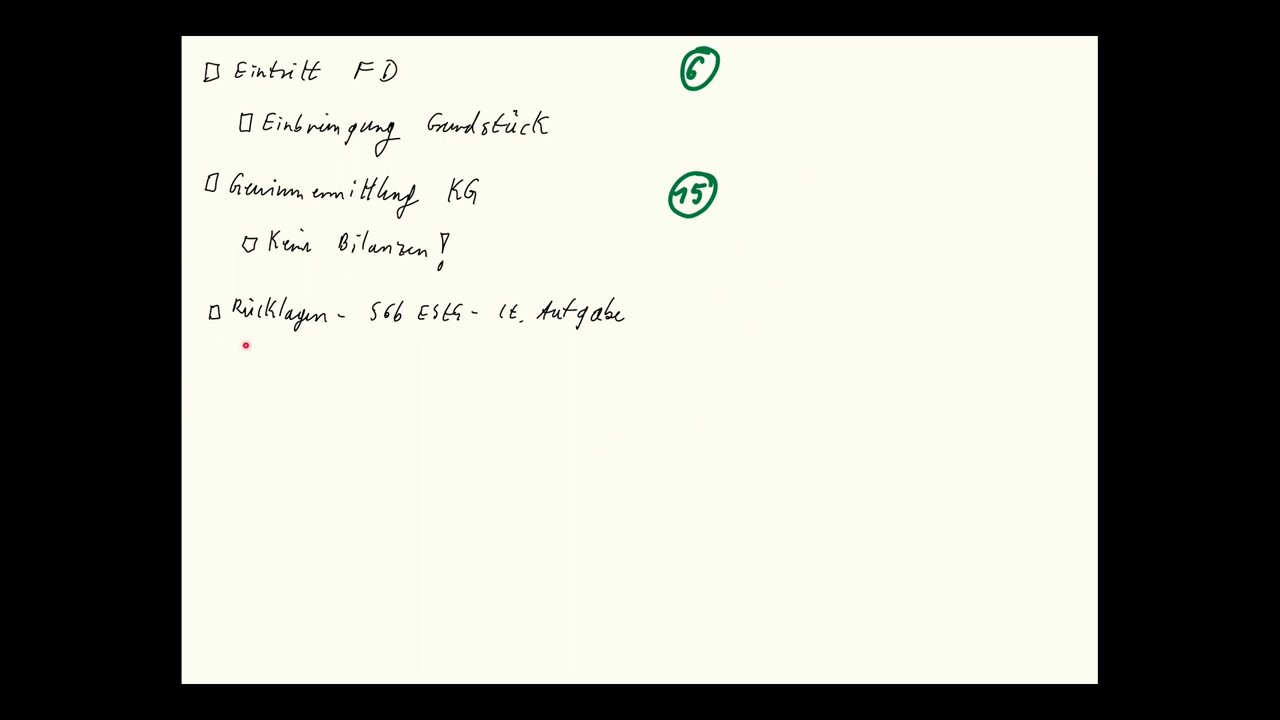 Eintritt FD 6
Einbringung Grundstück
Gewinnermittlung KG 15
Keine Bilanzen!
Rücklagen - §6b EStG - lt. Aufgabe